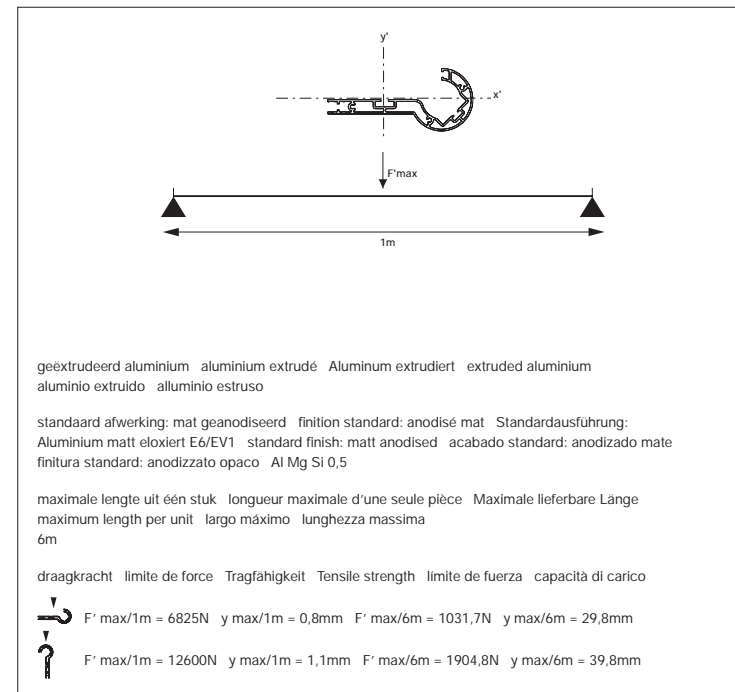 y'
x'
F'max
1m
geëxtrudeerd aluminium aluminium extrudé Aluminum extrudiert extruded aluminium
aluminio extruido alluminio estruso
standaard afwerking: mat geanodiseerd finition standard: anodisé mat Standardausführung:
Aluminium matt eloxiert E6/EV1 standard finish: matt anodised acabado standard: anodizado mate
finitura standard: anodizzato opaco Al Mg Si 0,5
maximale lengte uit één stuk longueur maximale d'une seule pièce Maximale lieferbare Länge
maximum length per unit largo máximo lunghezza massima
6m
draagkracht limite de force Tragfähigkeit Tensile strength límite de fuerza capacità di carico
F' max/1m = 6825N y max/1m = 0,8mm F' max/6m = 1031,7N y max/6m = 29,8mm
F' max/1m = 12600N y max/1m = 1,1mm F' max/6m = 1904,8N y max/6m = 39,8mm